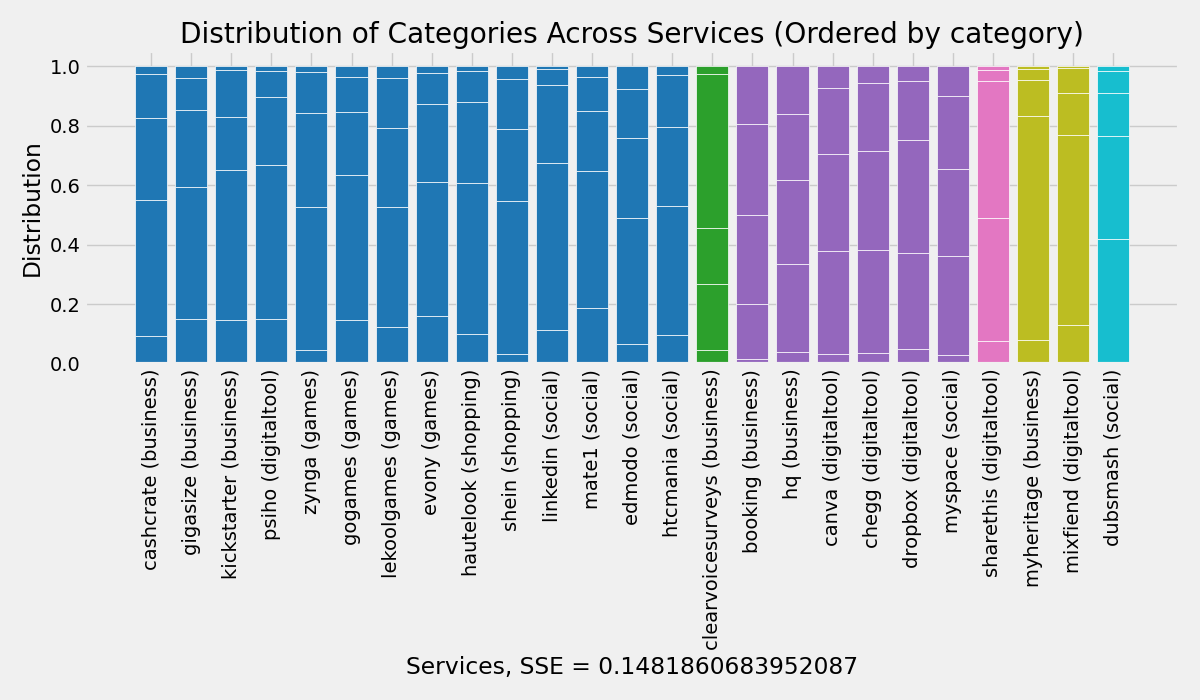 Distribution of Categories Across Services (Ordered by category)
Distribution
1.0
0.8
0.6
0.4
0.2
0.0
cashcrate (business)
gigasize (business)
kickstarter (business)
psiho (digitaltool)
zynga (games)
gogames (games)
lekoolgames (games)
evony (games)
hautelook (shopping)
shein (shopping)
linkedin (social)
mate1 (social)
edmodo (social)
htcmania (social)
clearvoicesurveys (business)
booking (business)
hq (business)
canva (digitaltool)
chegg (digitaltool)
dropbox (digitaltool)
myspace (social)
sharethis (digitaltool)
myheritage (business)
mixfiend (digitaltool)
dubsmash (social)
Services, SSE = 0.1481860683952087